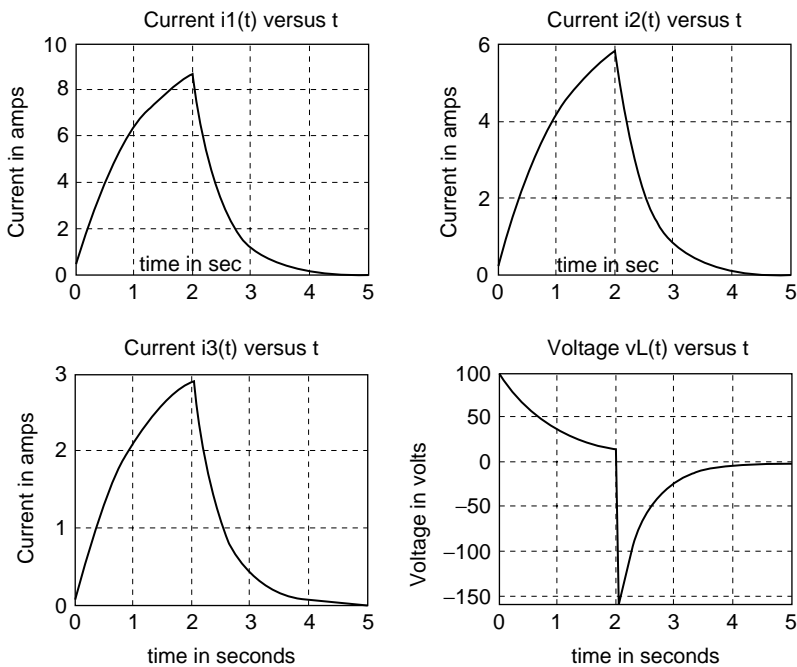 Current i1(t) versus t
Current in amps
10
8
6
4
2
0
time in sec
0 1 2 3 4 5
Current i2(t) versus t
Current in amps
6
4
2
0
time in sec
0 1 2 3 4 5
Current i3(t) versus t
Current in amps
3
2
1
0
0 1 2 3 4 5
time in seconds
Voltage vL(t) versus t
Voltage in volts
100
50
0
−50
−100
−150
0 1 2 3 4 5
time in seconds